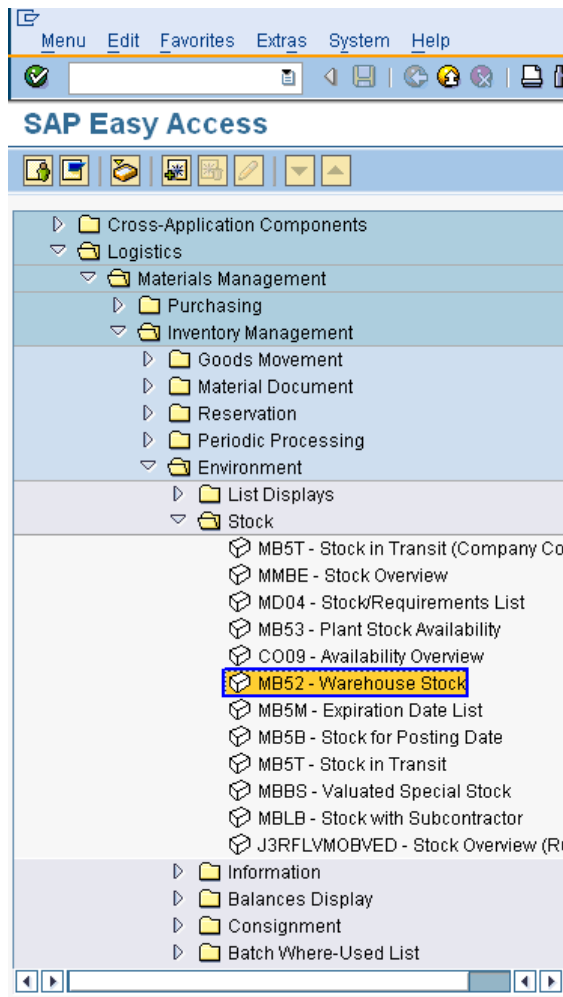 Menu Edit Favorites Extras System Help
SAP Easy Access
Cross-Application Components
Logistics
Materials Management
Purchasing
Inventory Management
Goods Movement
Material Document
Reservation
Periodic Processing
Environment
List Displays
Stock
MB5T - Stock in Transit (Company Co
MMBE - Stock Overview
MD04 - Stock/Requirements List
MB53 - Plant Stock Availability
CO09 - Availability Overview
MB52 - Warehouse Stock
MB5M - Expiration Date List
MB5B - Stock for Posting Date
MB5T - Stock in Transit
MBBS - Valuated Special Stock
MBLB - Stock with Subcontractor
J3RFLVMOBVED - Stock Overview (Ru
Information
Balances Display
Consignment
Batch Where-Used List